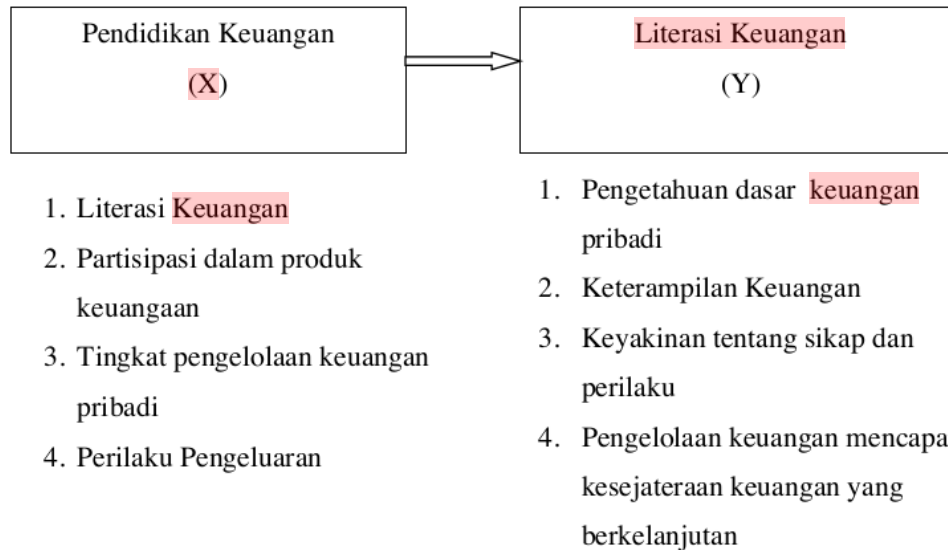 Pendidikan Keuangan
(X)
Literasi Keuangan
(Y)
1. Literasi Keuangan
2. Partisipasi dalam produk
keuangaan
3. Tingkat pengelolaan keuangan
pribadi
4. Perilaku Pengeluaran
1. Pengetahuan dasar keuangan
pribadi
2. Keterampilan Keuangan
3. Keyakinan tentang sikap dan
perilaku
4. Pengelolaan keuangan mencapa
kesejateraan keuangan yang
berkelanjutan